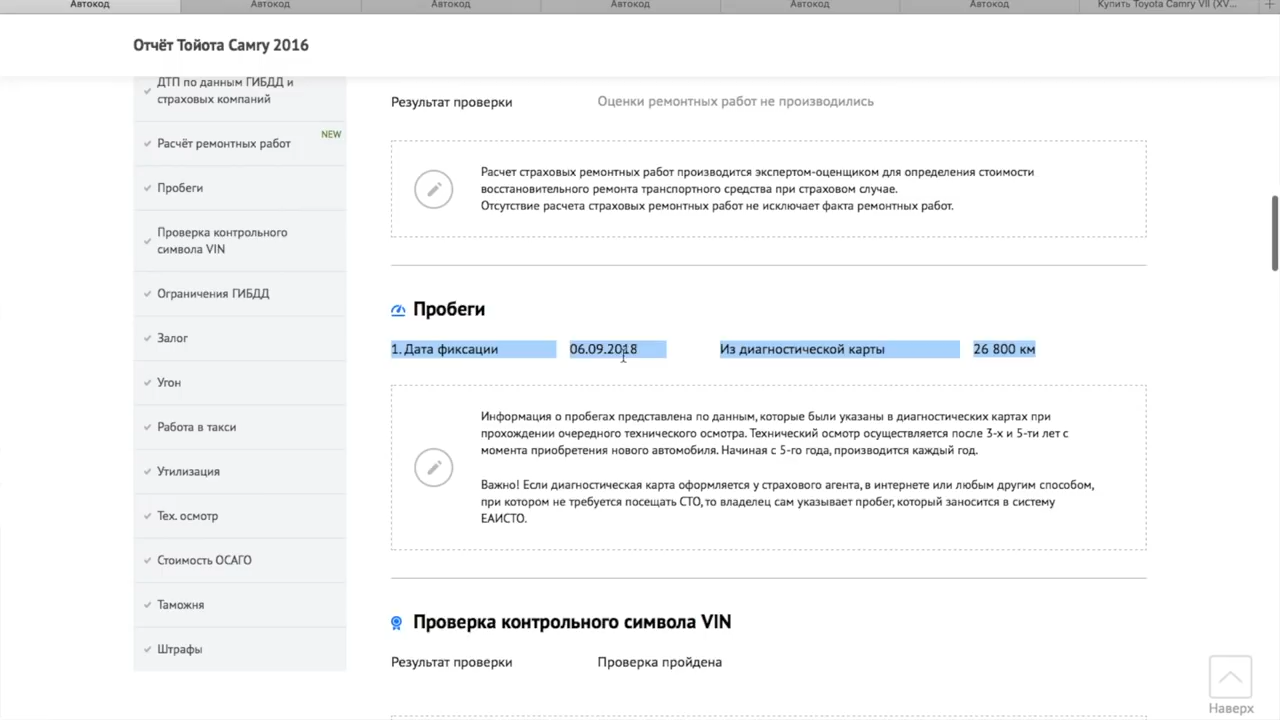 Автокод
Автокод
Автокод
Автокод
Автокод
Автокод
Купить Toyota Camry VII (XV...
Отчёт Тойота Самгу 2016
ДТП по данным ГИБДД и
страховых компаний
Расчёт ремонтных работ
NEW
Пробеги
Проверка контрольного
символа VIN
Ограничения ГИБДД
Залог
Угон
Работа в такси
Утилизация
Тех. осмотр
Стоимость ОСАГО
Таможня
Штрафы
Результат проверки Оценки ремонтных работ не производились
Расчет страховых ремонтных работ производится экспертом-оценщиком для определения стоимости
восстановительного ремонта транспортного средства при страховом случае.
Отсутствие расчета страховых ремонтных работ не исключает факта ремонтных работ.
Пробеги
1. Дата фиксации 06.09.2018 Из диагностической карты 26 800 км
Информация о пробегах представлена по данным, которые были указаны в диагностических картах при
прохождении очередного технического осмотра. Технический осмотр осуществляется после 3-х и 5-ти лет с
момента приобретения нового автомобиля. Начиная с 5-го года, производится каждый год.
Важно! Если диагностическая карта оформляется у страхового агента, в интернете или любым другим способом,
при котором не требуется посещать СТО, то владелец сам указывает пробег, который заносится в систему
ЕАИСТО.
Проверка контрольного символа VIN
Результат проверки Проверка пройдена
Наверх